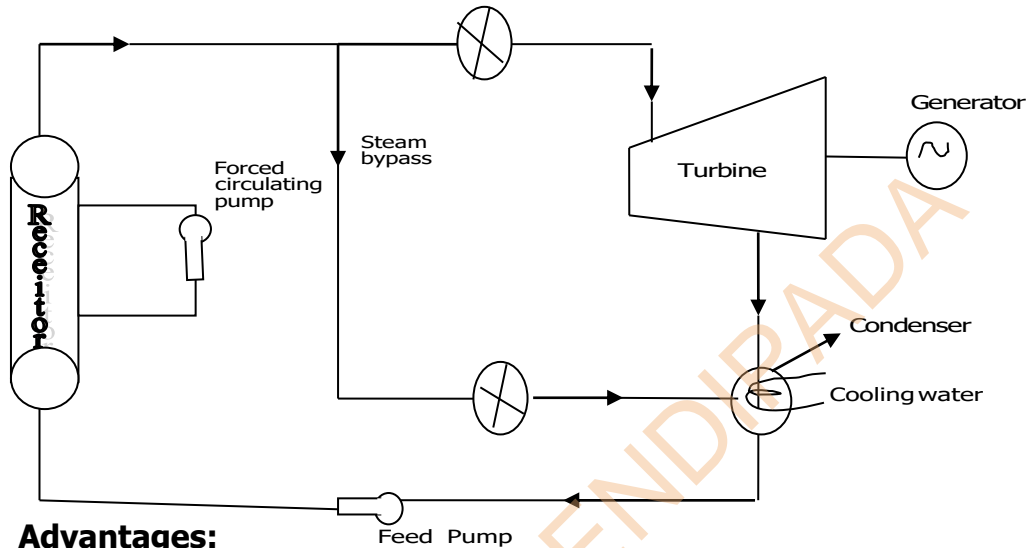 Generator
Steam
bypass
Forced
circulating
pump
Turbine
Receitor
Condenser
Cooling water
Feed Pump
Advantages: